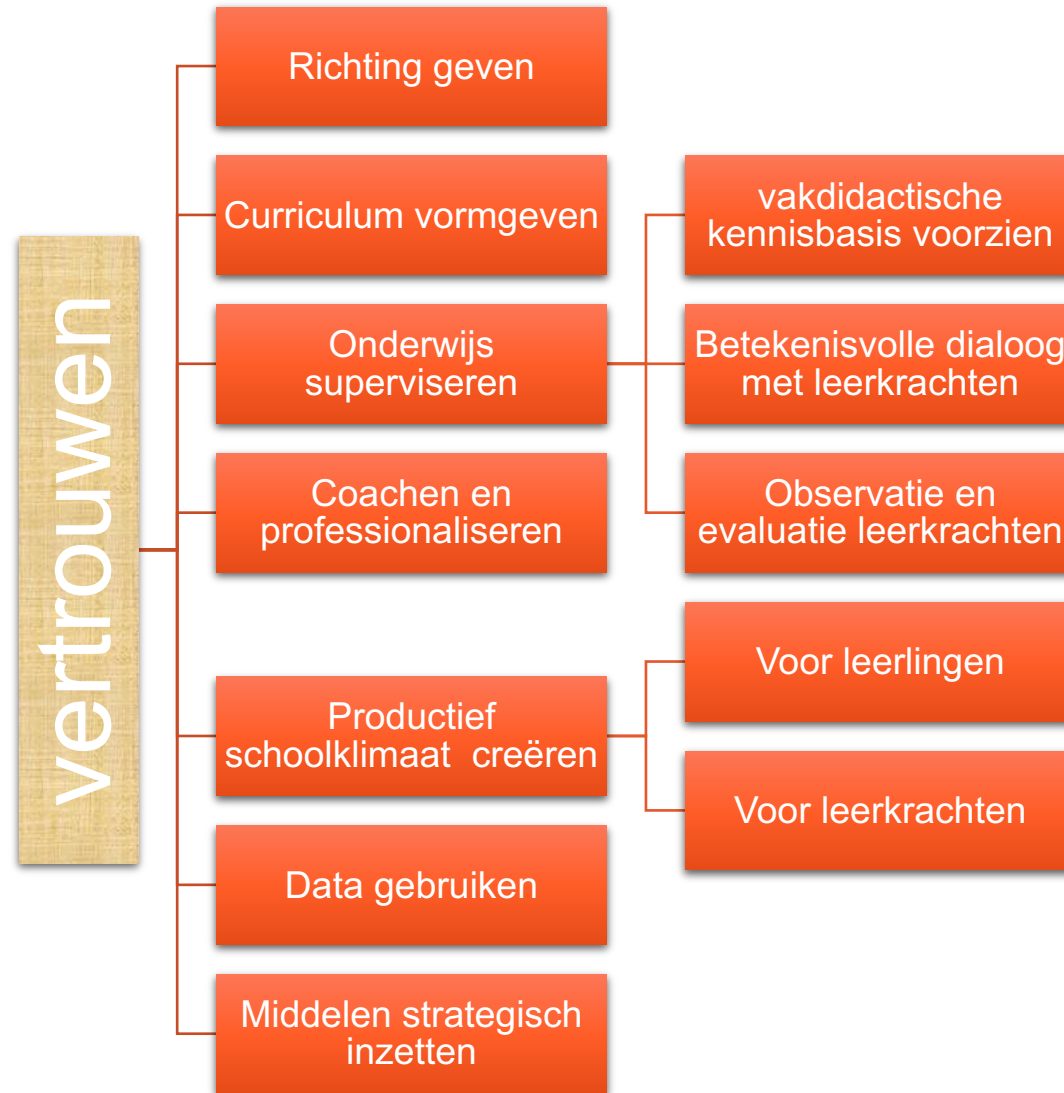 vertrouwen
Richting geven
Curriculum vormgeven
Onderwijs
superviseren
vakdidactische
kennisbasis voorzien
Betekenisvolle dialoog
met leerkrachten
Observatie en
evaluatie leerkrachten
Coachen en
professionaliseren
Productief
schoolklimaat creëren
Voor leerlingen
Voor leerkrachten
Data gebruiken
Middelen strategisch
inzetten